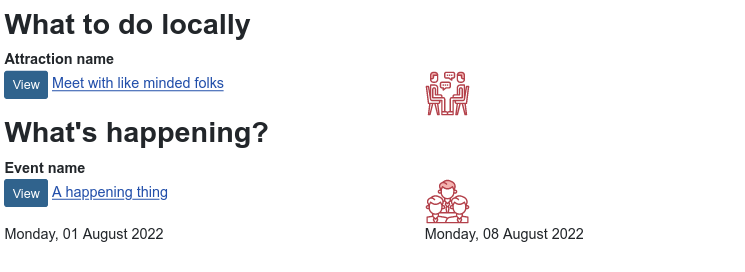 What to do locally
Attraction name
View Meet with like minded folks
What's happening?
Event name
View A happening thing
Monday, 01 August 2022 Monday, 08 August 2022